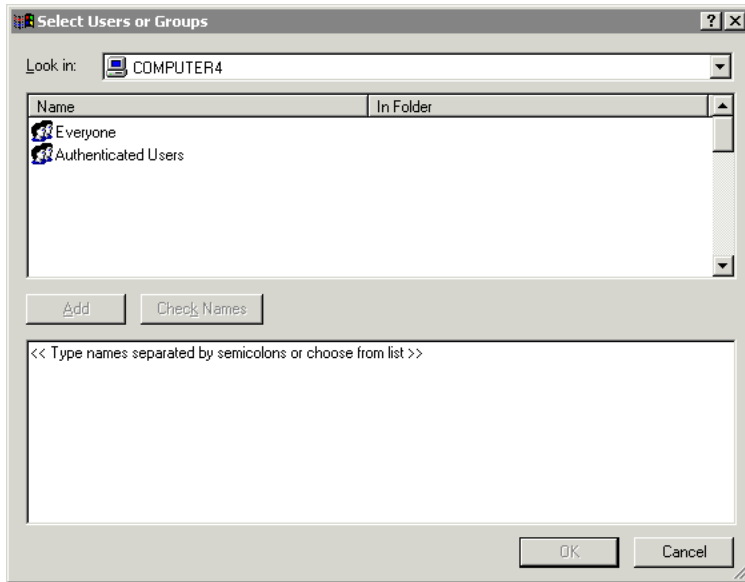 Select Users or Groups
Look in: COMPUTER4
Name In Folder
Everyone
Authenticated Users
Add Check Names
<< Type names separated by semicolons or choose from list >>
OK Cancel